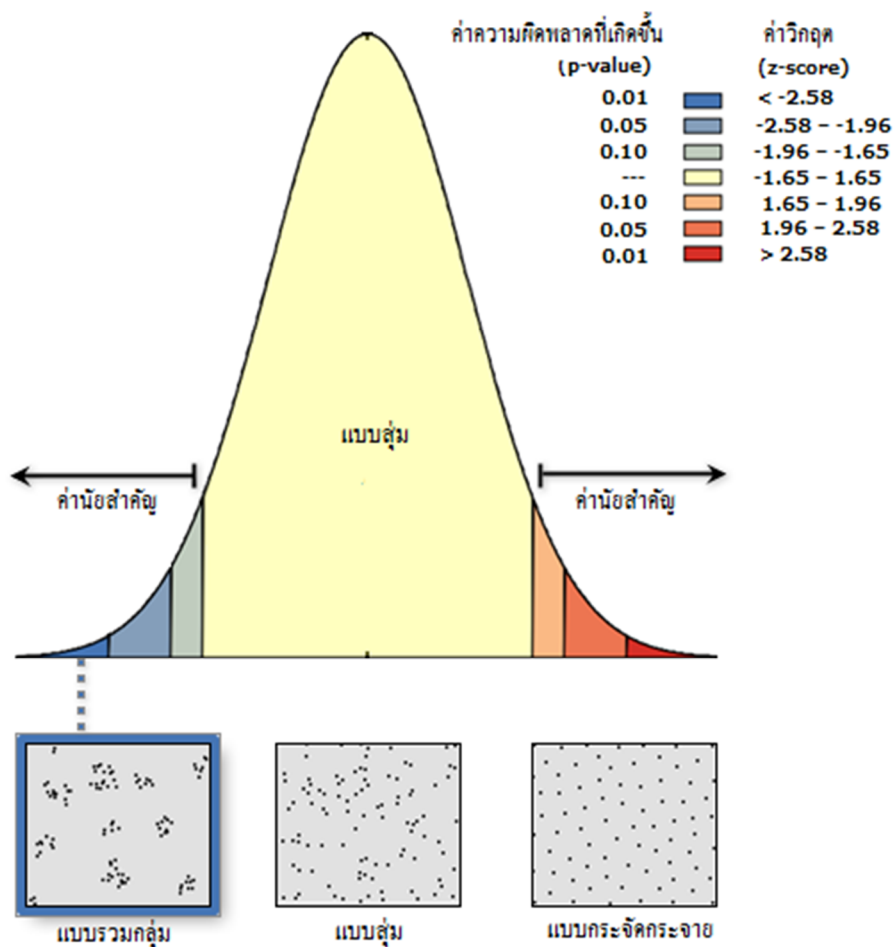 ค่าความผิดพลาดที่เกิดขึ้น ค่าวิกฤต
(p-value) (z-score)
0.01 < -2.58
0.05 -2.58 – -1.96
0.10 -1.96 – -1.65
--- -1.65 – 1.65
0.10 1.65 – 1.96
0.05 1.96 – 2.58
0.01 > 2.58
แบบสุ่ม
ค่านัยสำคัญ ค่านัยสำคัญ
แบบรวมกลุ่ม แบบสุ่ม แบบกระจัดกระจาย